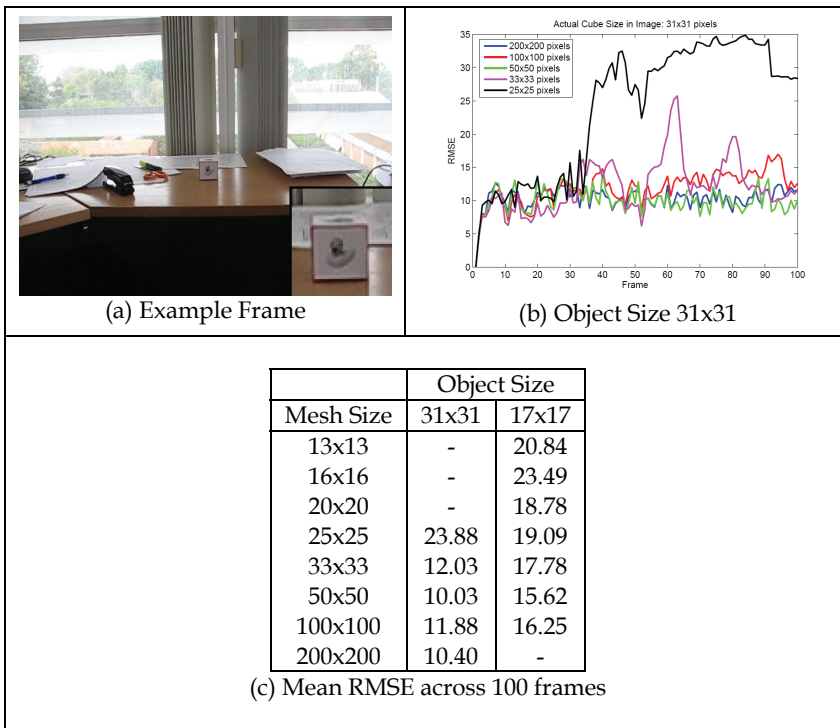 Actual Cube Size in Image: 31x31 pixels
35
30
25
20
15
10
5
0
RMSE
200x200 pixels
100x100 pixels
50x50 pixels
33x33 pixels
25x25 pixels
0 10 20 30 40 50 60 70 80 90 100
Frame
(a) Example Frame
(b) Object Size 31x31
Object Size
Mesh Size 31x31 17x17
13x13 - 20.84
16x16 - 23.49
20x20 - 18.78
25x25 23.88 19.09
33x33 12.03 17.78
50x50 10.03 15.62
100x100 11.88 16.25
200x200 10.40 -
(c) Mean RMSE across 100 frames